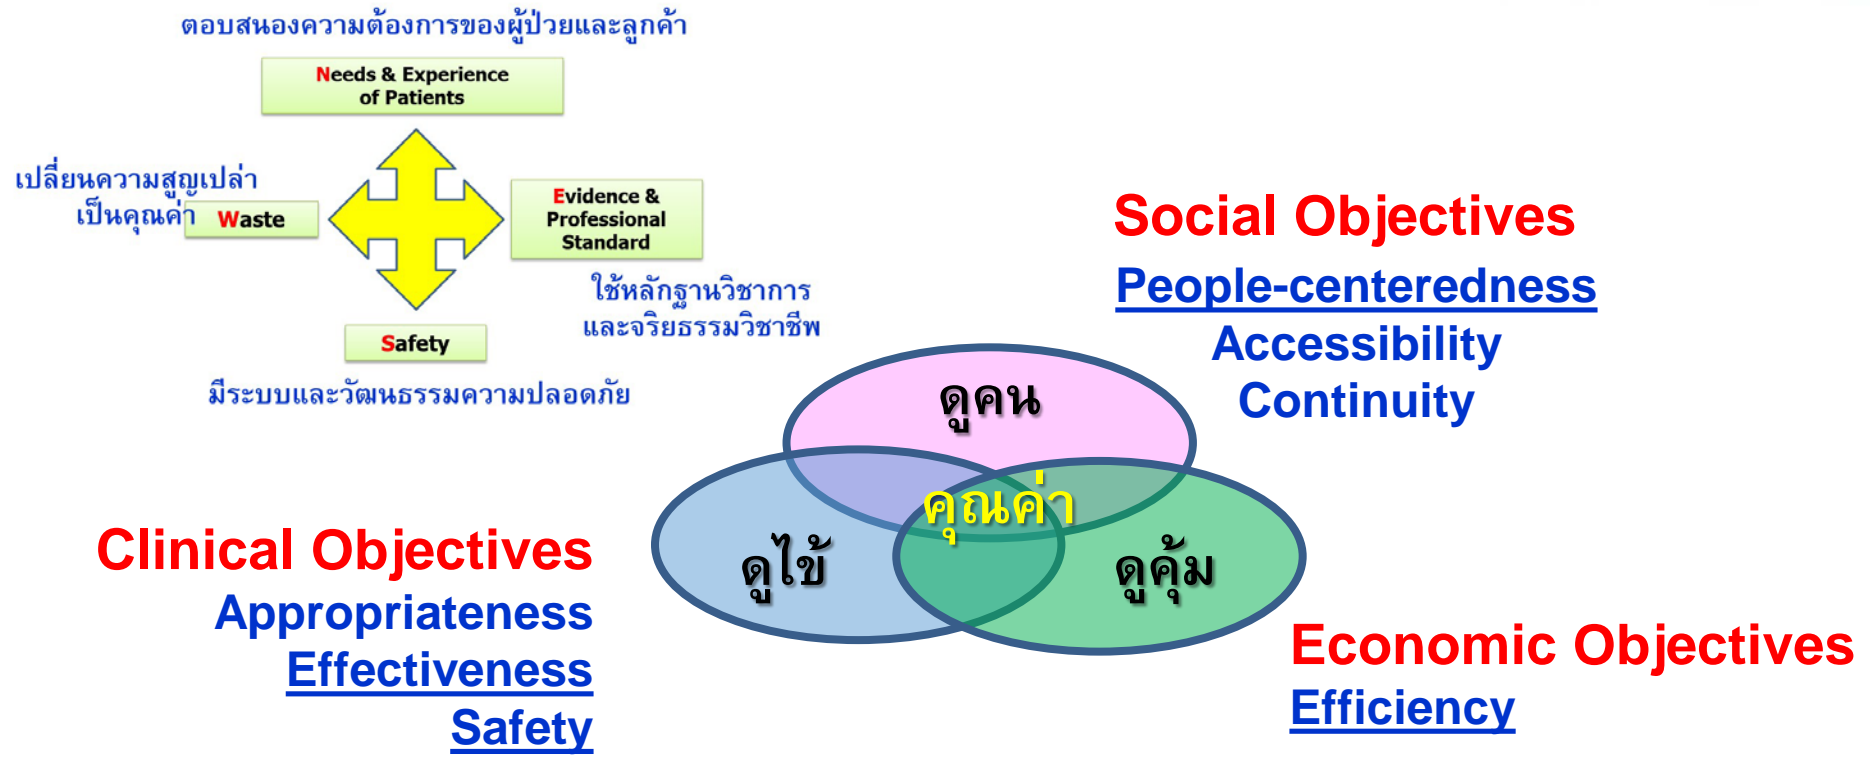 ตอบสนองความต้องการของผู้ป่วยและลูกค้า
Needs & Experience
of Patients
เปลี่ยนความสูญเปล่า
เป็นคุณค่า
Waste
Evidence &
Professional
Standard
ใช้หลักฐานวิชาการ
และจริยธรรมวิชาชีพ
Safety
มีระบบและวัฒนธรรมความปลอดภัย
Social Objectives
People-centeredness
Accessibility
Continuity
ดูคน
คุณค่า
ดูไข้
ดูคุ้ม
Clinical Objectives
Appropriateness
Effectiveness
Safety
Economic Objectives
Efficiency